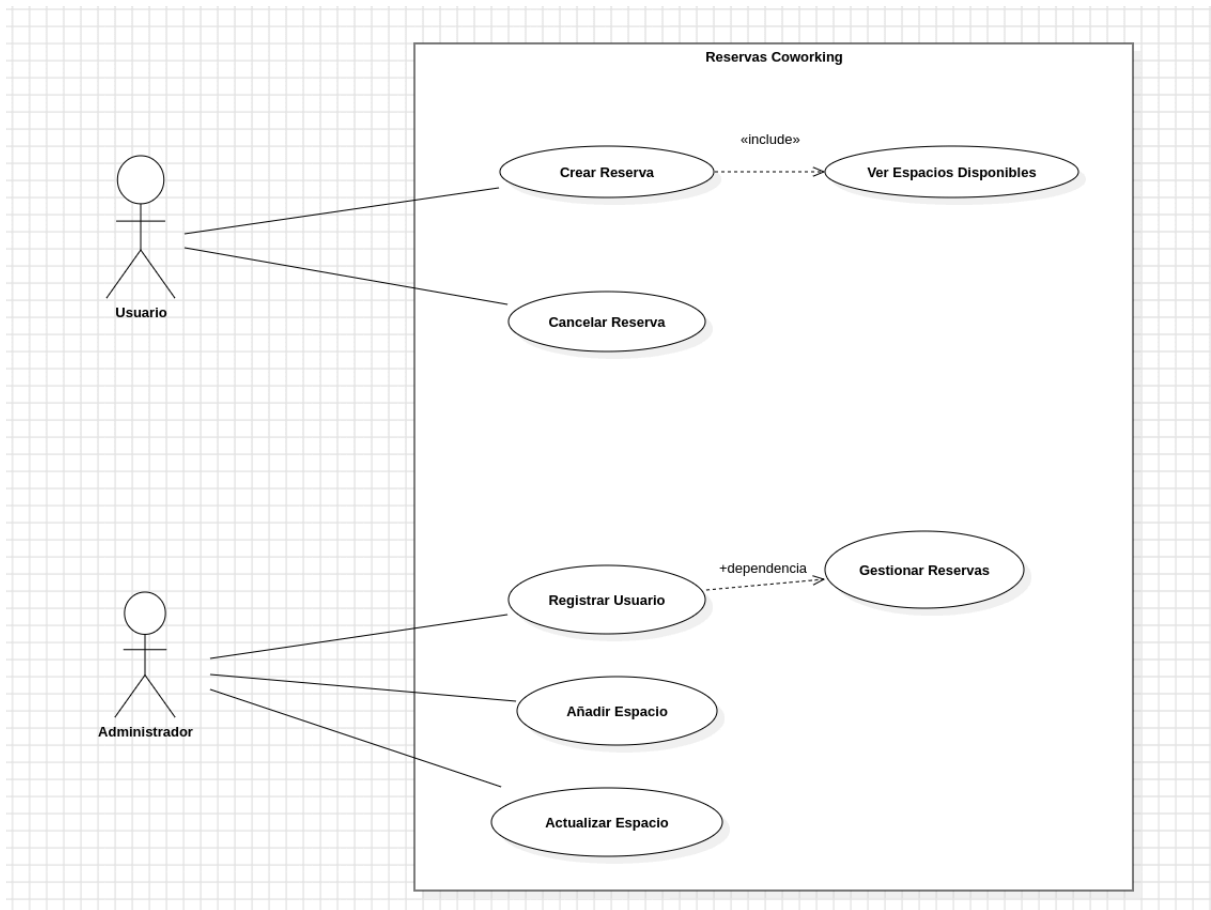 Reservas Coworking
«include»
Crear Reserva
Ver Espacios Disponibles
Usuario
Cancelar Reserva
+dependencia
Gestionar Reservas
Registrar Usuario
Añadir Espacio
Administrador
Actualizar Espacio